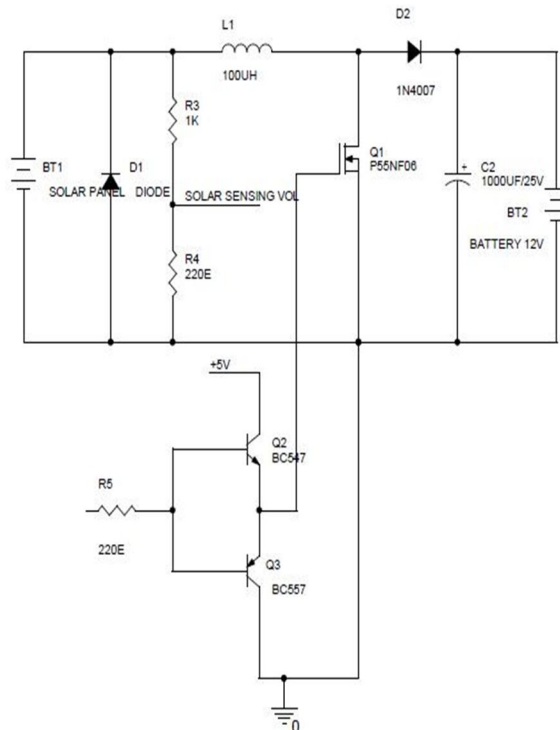 L1
100UH
D2
1N4007
R3
1K
Q1
P55NF06
BT1
SOLAR PANEL
D1
DIODE
SOLAR SENSING VOL
+
C2
1000UF/25V
BT2
BATTERY 12V
R4
220E
+5V
Q2
BC547
R5
220E
Q3
BC557
0